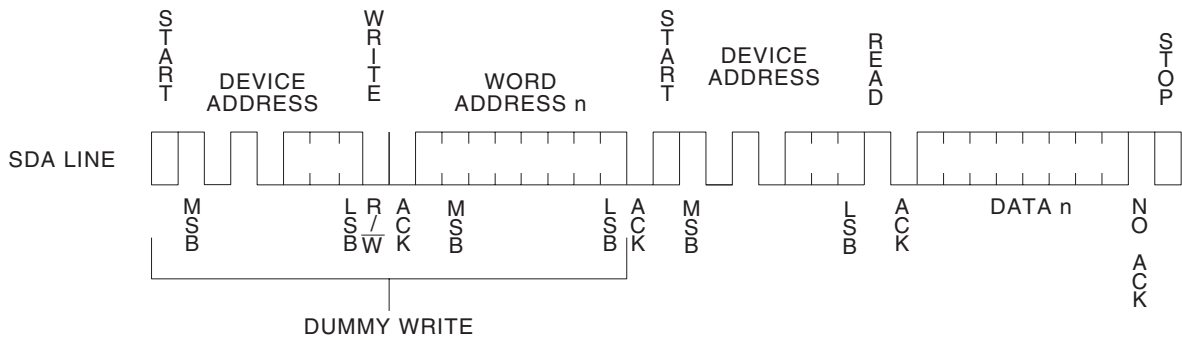 START
WRITE
START
READ
STOP
DEVICE
ADDRESS
WORD
ADDRESS n
DEVICE
ADDRESS
SDA LINE
MSB
LSB
R/W
ACK
MSB
LSB
ACK
MSB
LSB
ACK
DATA n
NO ACK
DUMMY WRITE